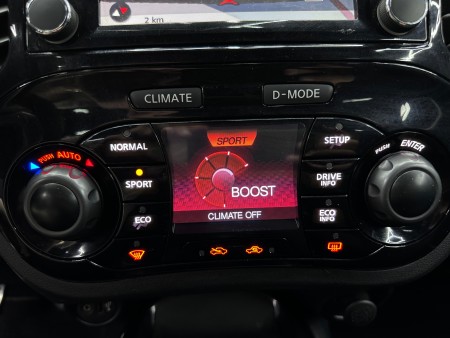 2 km
CLIMATE
D-MODE
PUSH AUTO
NORMAL
SPORT
SETUP
PUSH ENTER
SPORT
BOOST
DRIVE
INFO
ECO
CLIMATE OFF
ECO
INFO